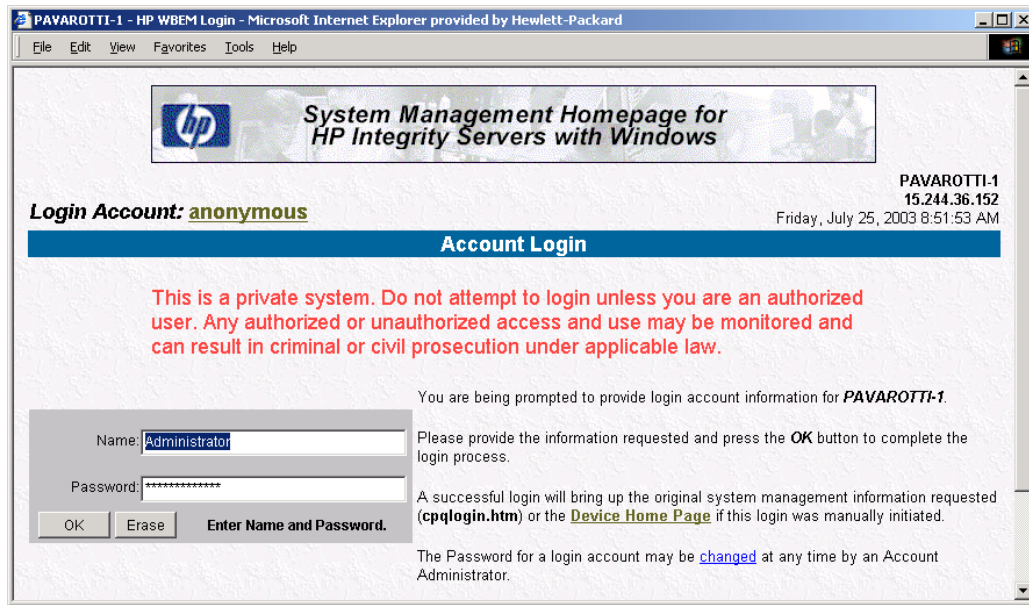 PAVAROTTI-1 - HP WBEM Login - Microsoft Internet Explorer provided by Hewlett-Packard
File Edit View Favorites Tools Help
hp
System Management Homepage for
HP Integrity Servers with Windows
PAVAROTTI-1
15.244.36.152
Login Account: anonymous
Friday, July 25, 2003 8:51:53 AM
Account Login
This is a private system. Do not attempt to login unless you are an authorized
user. Any authorized or unauthorized access and use may be monitored and
can result in criminal or civil prosecution under applicable law.
Name: Administrator
Password: *************
OK Erase Enter Name and Password.
You are being prompted to provide login account information for PAVAROTTI-1.
Please provide the information requested and press the OK button to complete the
login process.
A successful login will bring up the original system management information requested
(cpqlogin.htm) or the Device Home Page if this login was manually initiated.
The Password for a login account may be changed at any time by an Account
Administrator.